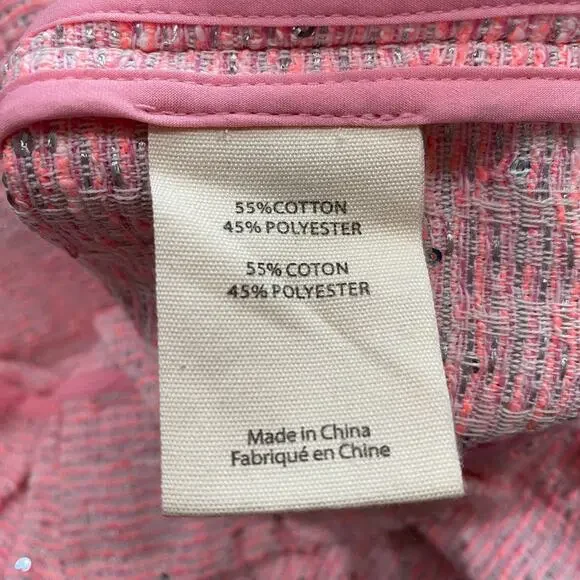 55%COTTON
45% POLYESTER
55% COTON
45% POLYESTER
Made in China
Fabriqué en Chine